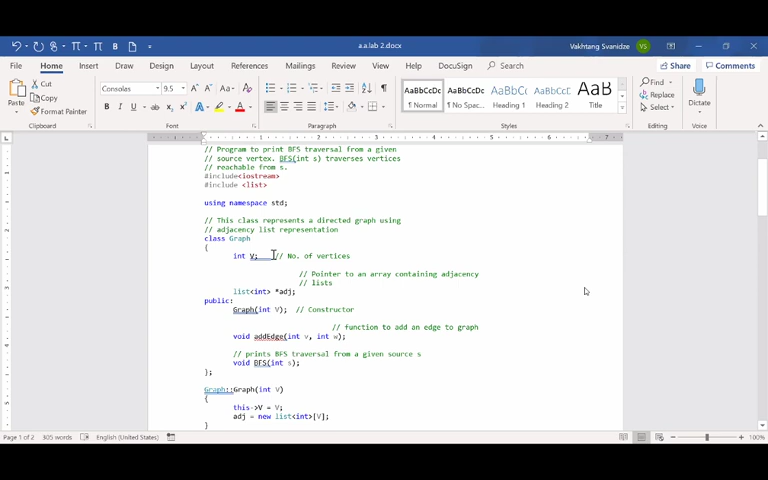 a.a.lab 2.docx
Vakhtang Svanidze VS
File Home Insert Draw Design Layout References Mailings Review View Help DocuSign Search Share Comments
Paste Cut Copy Format Painter
Consolas 9.5
AaBbCcDc AaBbCcDc AaBbC AaBbCcC AaB
¶ Normal ¶ No Spac... Heading 1 Heading 2 Title
Find Replace Select Dictate
Clipboard Font Paragraph Styles Editing Voice
// Program to print BFS traversal from a given
// source vertex. BFS(int s) traverses vertices
// reachable from s.
#include<iostream>
#include <list>
using namespace std;
// This class represents a directed graph using
// adjacency list representation
class Graph
{
int V; // No. of vertices
// Pointer to an array containing adjacency
// lists
list<int> *adj;
public:
Graph(int V); // Constructor
// function to add an edge to graph
void addEdge(int v, int w);
// prints BFS traversal from a given source s
void BFS(int s);
};
Graph::Graph(int V)
{
this->V = V;
adj = new list<int>[V];
}
Page 1 of 2 305 words English (United States) 100%